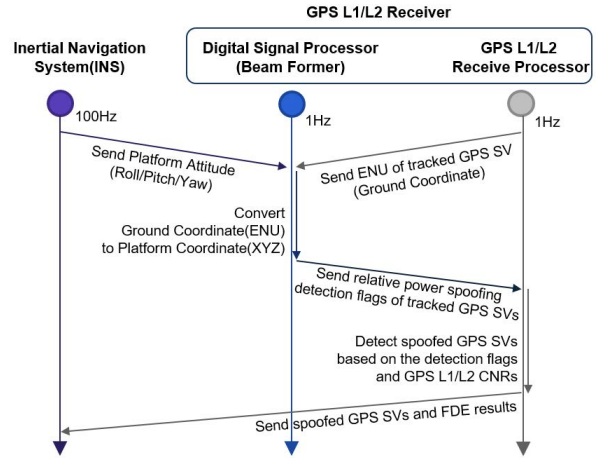 GPS L1/L2 Receiver
Inertial Navigation
System(INS)
Digital Signal Processor
(Beam Former)
GPS L1/L2
Receive Processor
100Hz
1Hz
1Hz
Send Platform Attitude
(Roll/Pitch/Yaw)
Send ENU of tracked GPS SV
(Ground Coordinate)
Convert
Ground Coordinate(ENU)
to Platform Coordinate(XYZ)
Send relative power spoofing
detection flags of tracked GPS SVs
Detect spoofed GPS SVs
based on the detection flags
and GPS L1/L2 CNRs
Send spoofed GPS SVs and FDE results